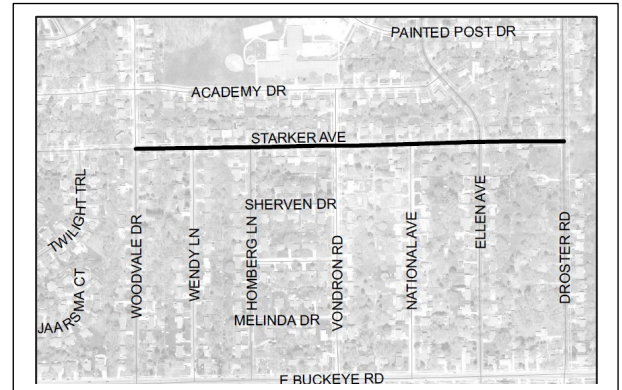 PAINTED POST DR
ACADEMY DR
STARKER AVE
TWILIGHT TRL
SHERVEN DR
WOODVALE DR
WENDY LN
HOMBERG LN
VONDRON RD
NATIONAL AVE
ELLEN AVE
DROSTER RD
JAARSMA CT
MELINDA DR
E BUCKEYE RD